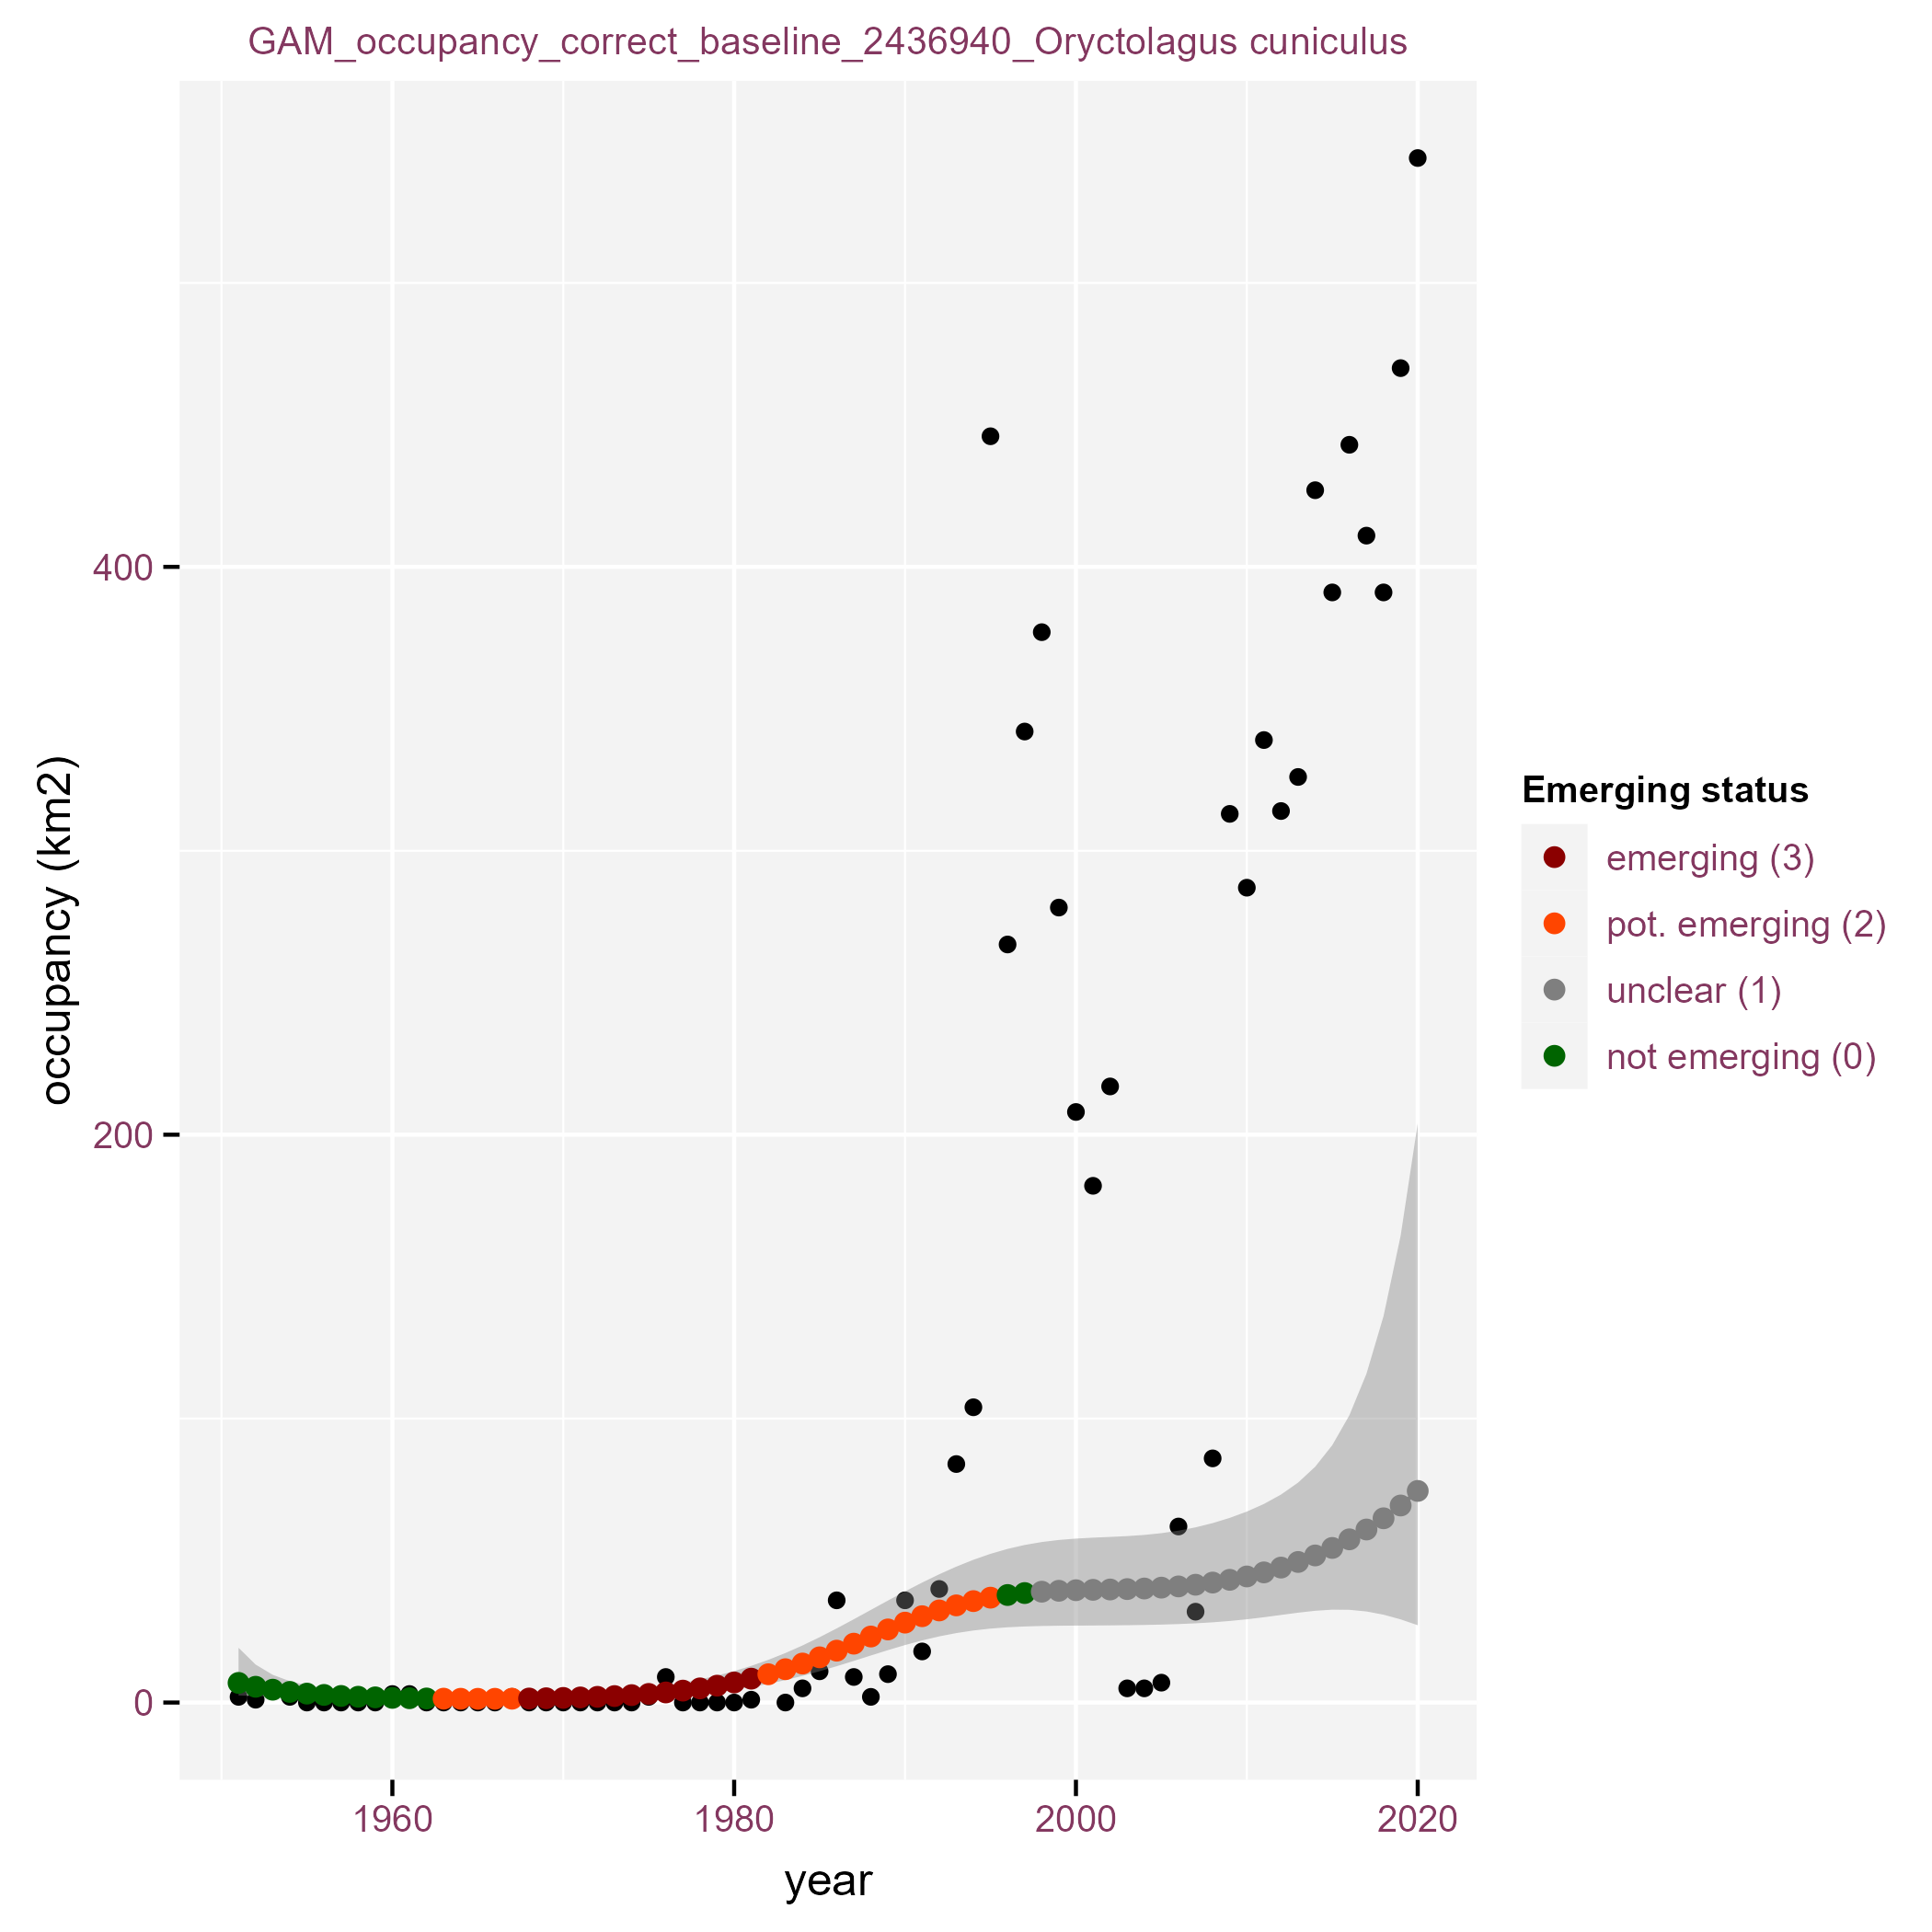 GAM_occupancy_correct_baseline_2436940_Oryctolagus cuniculus
occupancy (km2)
400
200
0
1960
1980
2000
2020
year
Emerging status
emerging (3)
pot. emerging (2)
unclear (1)
not emerging (0)